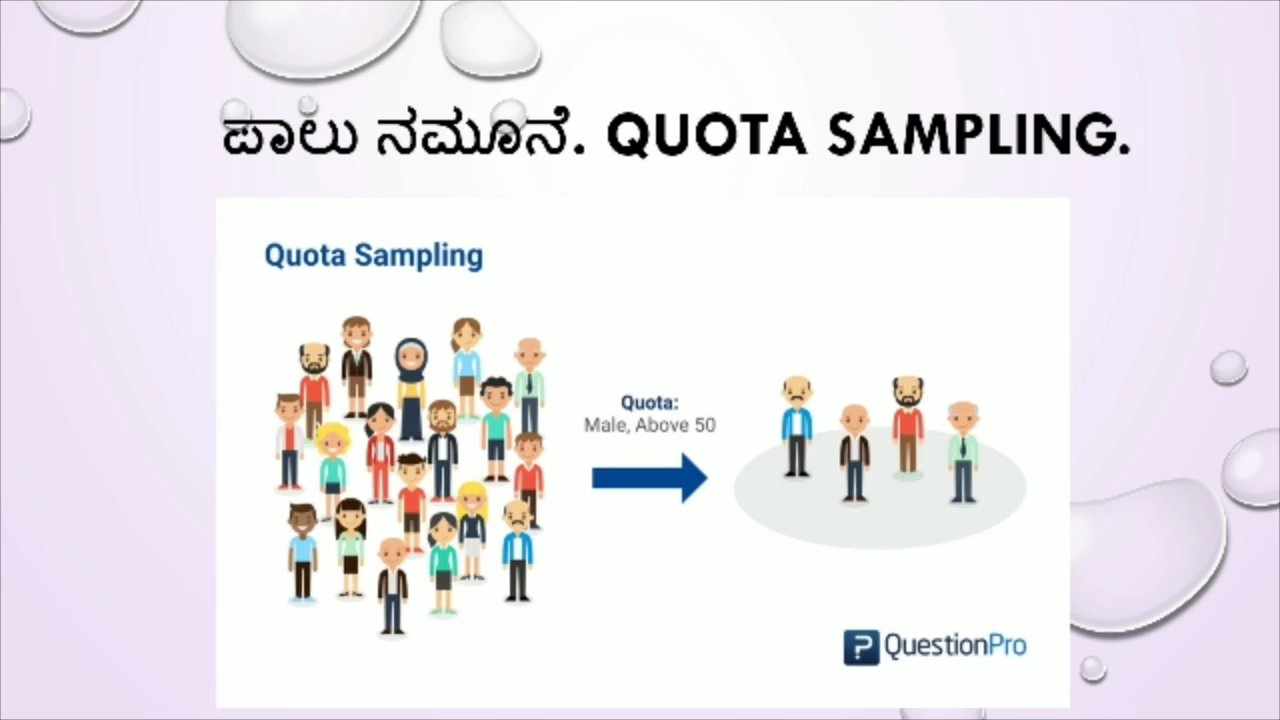 ಪಾಲು ನಮೂನೆ. QUOTA SAMPLING.
Quota Sampling
Quota:
Male, Above 50
QuestionPro